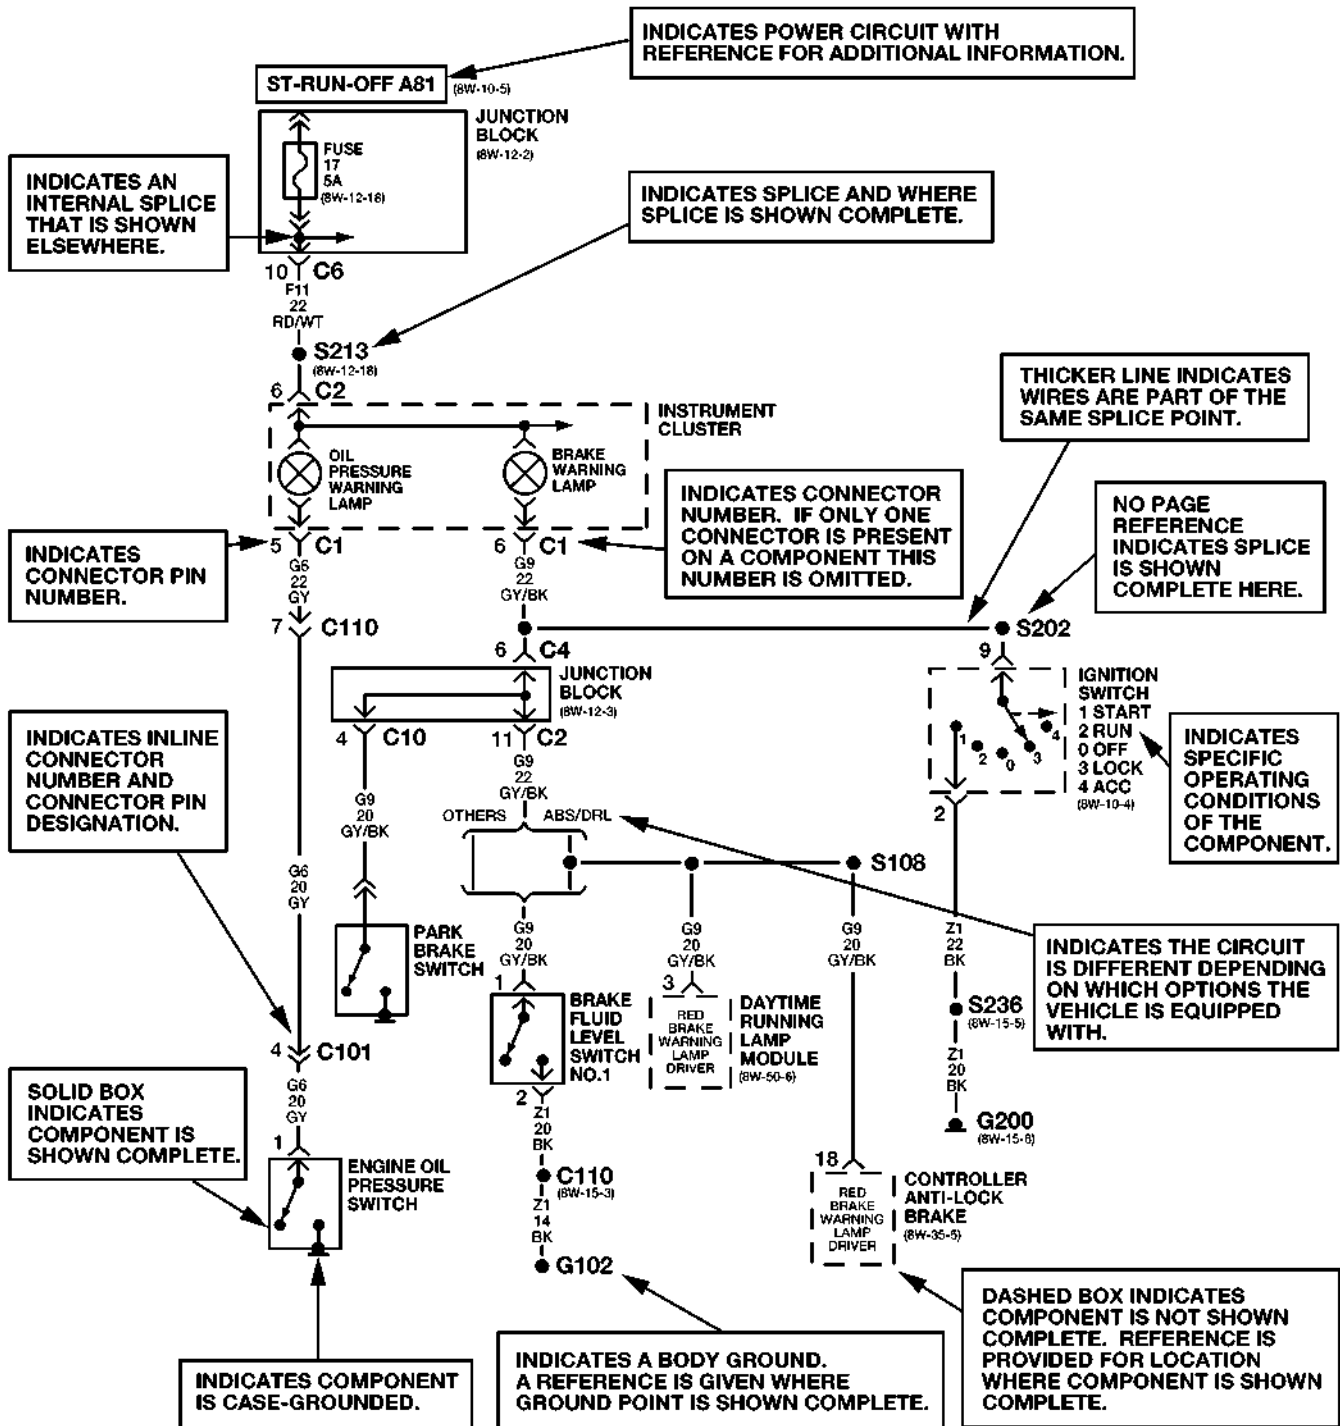 INDICATES POWER CIRCUIT WITH
REFERENCE FOR ADDITIONAL INFORMATION.
ST-RUN-OFF A81 (8W-10-5)
JUNCTION
BLOCK
(8W-12-2)
FUSE
17
5A
(8W-12-18)
INDICATES AN
INTERNAL SPLICE
THAT IS SHOWN
ELSEWHERE.
INDICATES SPLICE AND WHERE
SPLICE IS SHOWN COMPLETE.
10 C6
F11
22
RD/WT
S213
(8W-12-18)
6 C2
THICKER LINE INDICATES
WIRES ARE PART OF THE
SAME SPLICE POINT.
INSTRUMENT
CLUSTER
OIL
PRESSURE
WARNING
LAMP
BRAKE
WARNING
LAMP
INDICATES CONNECTOR
NUMBER. IF ONLY ONE
CONNECTOR IS PRESENT
ON A COMPONENT THIS
NUMBER IS OMITTED.
NO PAGE
REFERENCE
INDICATES SPLICE
IS SHOWN
COMPLETE HERE.
INDICATES
CONNECTOR PIN
NUMBER.
5 C1
G6
22
GY
6 C1
G9
22
GY/BK
7 C110
S202
6 C4
9
JUNCTION
BLOCK
(8W-12-3)
IGNITION
SWITCH
1 START
2 RUN
0 OFF
3 LOCK
4 ACC
(8W-10-4)
1
2
0
3
4
INDICATES
SPECIFIC
OPERATING
CONDITIONS
OF THE
COMPONENT.
INDICATES INLINE
CONNECTOR
NUMBER AND
CONNECTOR PIN
DESIGNATION.
4 C10
11 C2
2
G9
22
GY/BK
G9
20
GY/BK
OTHERS ABS/DRL
S108
G6
20
GY
PARK
BRAKE
SWITCH
G9
20
GY/BK
G9
20
GY/BK
G9
20
GY/BK
Z1
22
BK
INDICATES THE CIRCUIT
IS DIFFERENT DEPENDING
ON WHICH OPTIONS THE
VEHICLE IS EQUIPPED
WITH.
1
BRAKE
FLUID
LEVEL
SWITCH
NO.1
3
RED
BRAKE
WARNING
LAMP
DRIVER
DAYTIME
RUNNING
LAMP
MODULE
(8W-50-6)
S236
(8W-15-5)
4 C101
G6
20
GY
Z1
20
BK
SOLID BOX
INDICATES
COMPONENT IS
SHOWN COMPLETE.
2
Z1
20
BK
G200
(8W-15-6)
1
ENGINE OIL
PRESSURE
SWITCH
C110
(8W-15-3)
Z1
14
BK
G102
18
RED
BRAKE
WARNING
LAMP
DRIVER
CONTROLLER
ANTI-LOCK
BRAKE
(8W-35-5)
INDICATES COMPONENT
IS CASE-GROUNDED.
INDICATES A BODY GROUND.
A REFERENCE IS GIVEN WHERE
GROUND POINT IS SHOWN COMPLETE.
DASHED BOX INDICATES
COMPONENT IS NOT SHOWN
COMPLETE. REFERENCE IS
PROVIDED FOR LOCATION
WHERE COMPONENT IS SHOWN
COMPLETE.